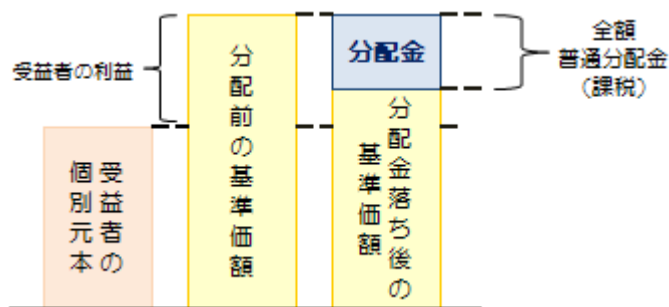 受益者の利益
受益者の
個別元本
分配前の基準価額
分配金
分配金落ち後の
基準価額
全額
普通分配金
(課税)